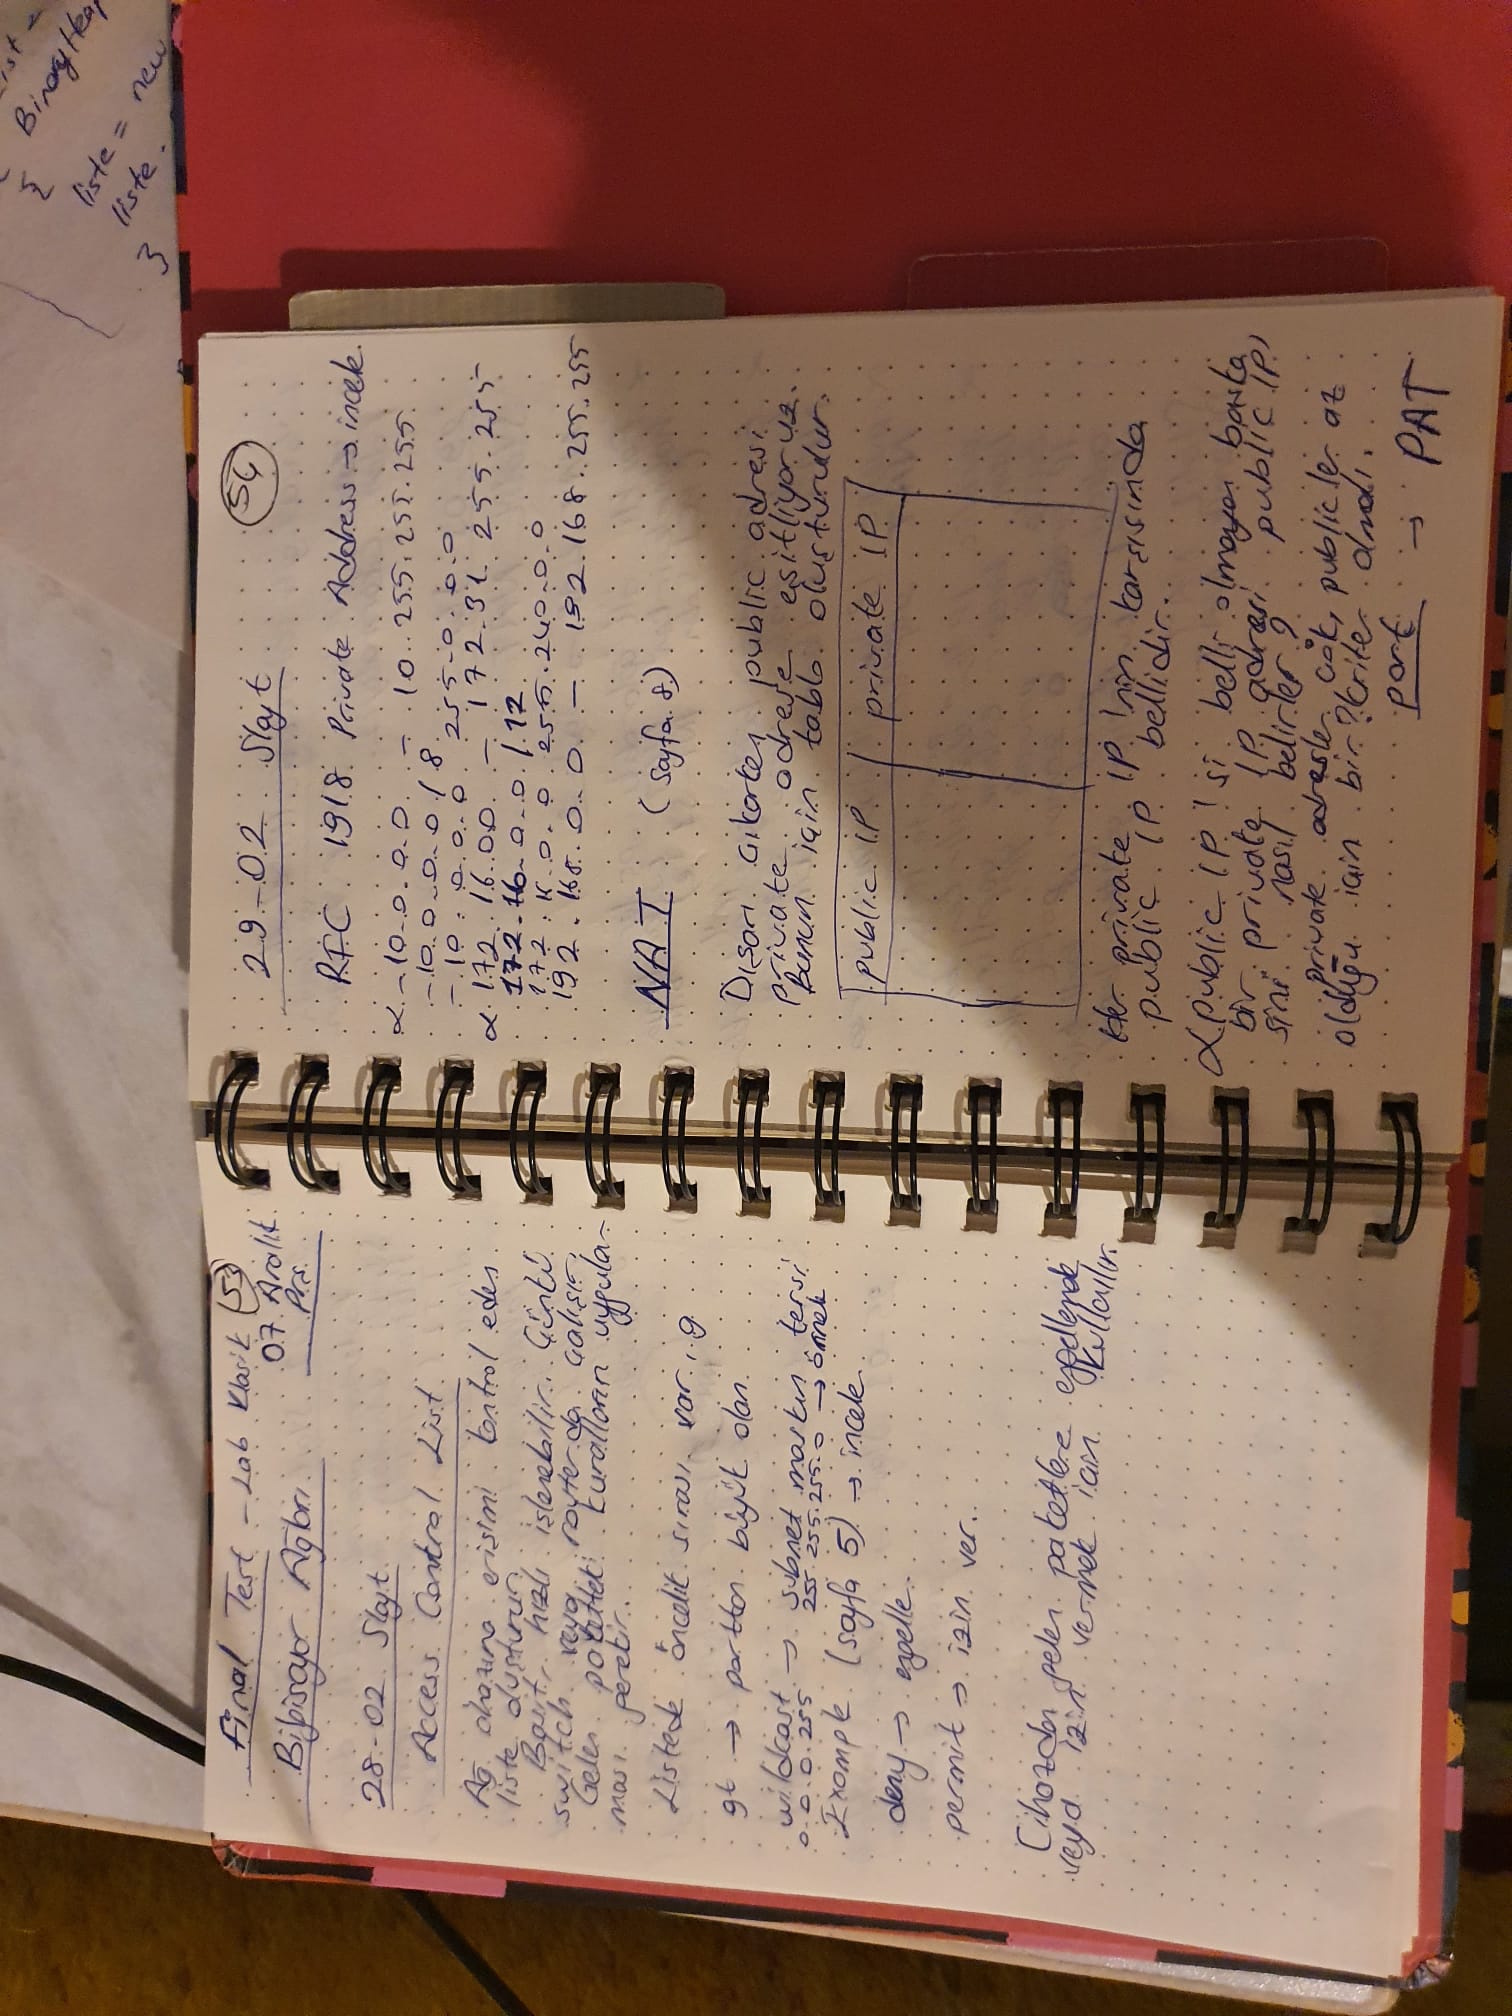 Final Test - Lab Klasik 53
07 Aralık
Bilgisayar Ağları Prş.
28-02 Slayt
Access Control List
Ağ cihazına erişimi kontrol eden
liste oluşturur.
Basit, hızlı işlenebilir. Çünkü
switch veya routerda çalışır.
Gelen paketteki kuralların uygula-
ması gerekir.
Listede öncelik sırası var. g
gt → porttan büyük olan
wildcast → subnet maskın tersi
0.0.0.255 255.255.255.0 → örnek
Example (sayfa 5) → incele
deny → engelle
permit → izin ver.
Cihazdan gelen paketlere engellemek
veya izin vermek için kullanılır.
29-02 Slayt 54
RFC 1918 Private Address → incele
α - 10.0.0.0 - 10.255.255.255
- 10.0.0.0 / 8
- 10.0.0.0 255.0.0.0
α 172.16.0.0 - 172.31.255.255
172.16.0.0 / 12
172.16.0.0 255.240.0.0
192.168.0.0 - 192.168.255.255
NAT (sayfa 8)
Dışarı çıkarken public adresi
private adrese eşitliyoruz.
Bunun için tablo oluşturulur.
public IP private IP
Her private IP'nin karşısında
public IP bellidir.
α public IP'si belli olmayan başka
bir private IP adresi public IP'
sini nasıl belirler?
private adresler çok, publicler az
olduğu için bir ? kriter olmalı.
port → PAT
ist =
{ BinaryHeap
liste = new
liste.
}